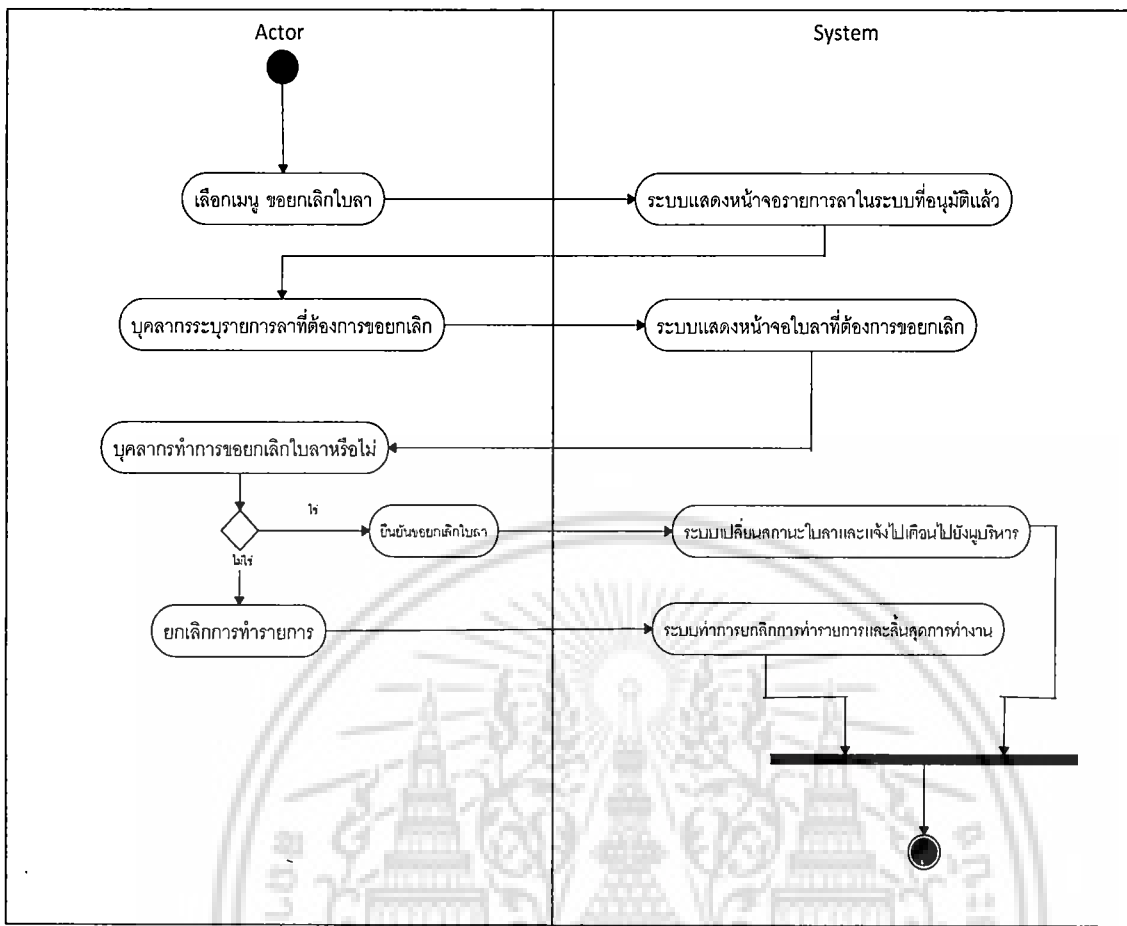 Actor
System
เลือกเมนู ขอยกเลิกใบลา
ระบบแสดงหน้าจอรายการลาในระบบที่อนุมัติแล้ว
บุคลากรระบุรายการลาที่ต้องการขอยกเลิก
ระบบแสดงหน้าจอใบลาที่ต้องการขอยกเลิก
บุคลากรทำการขอยกเลิกใบลาหรือไม่
ใช่
ยืนยันขอยกเลิกใบลา
ระบบเปลี่ยนสถานะใบลาและแจ้งไปเตือนไปยังผู้บริหาร
ไม่ใช่
ยกเลิกการทำรายการ
ระบบทำการยกลิกการทำรายการและสิ้นสุดการทำงาน